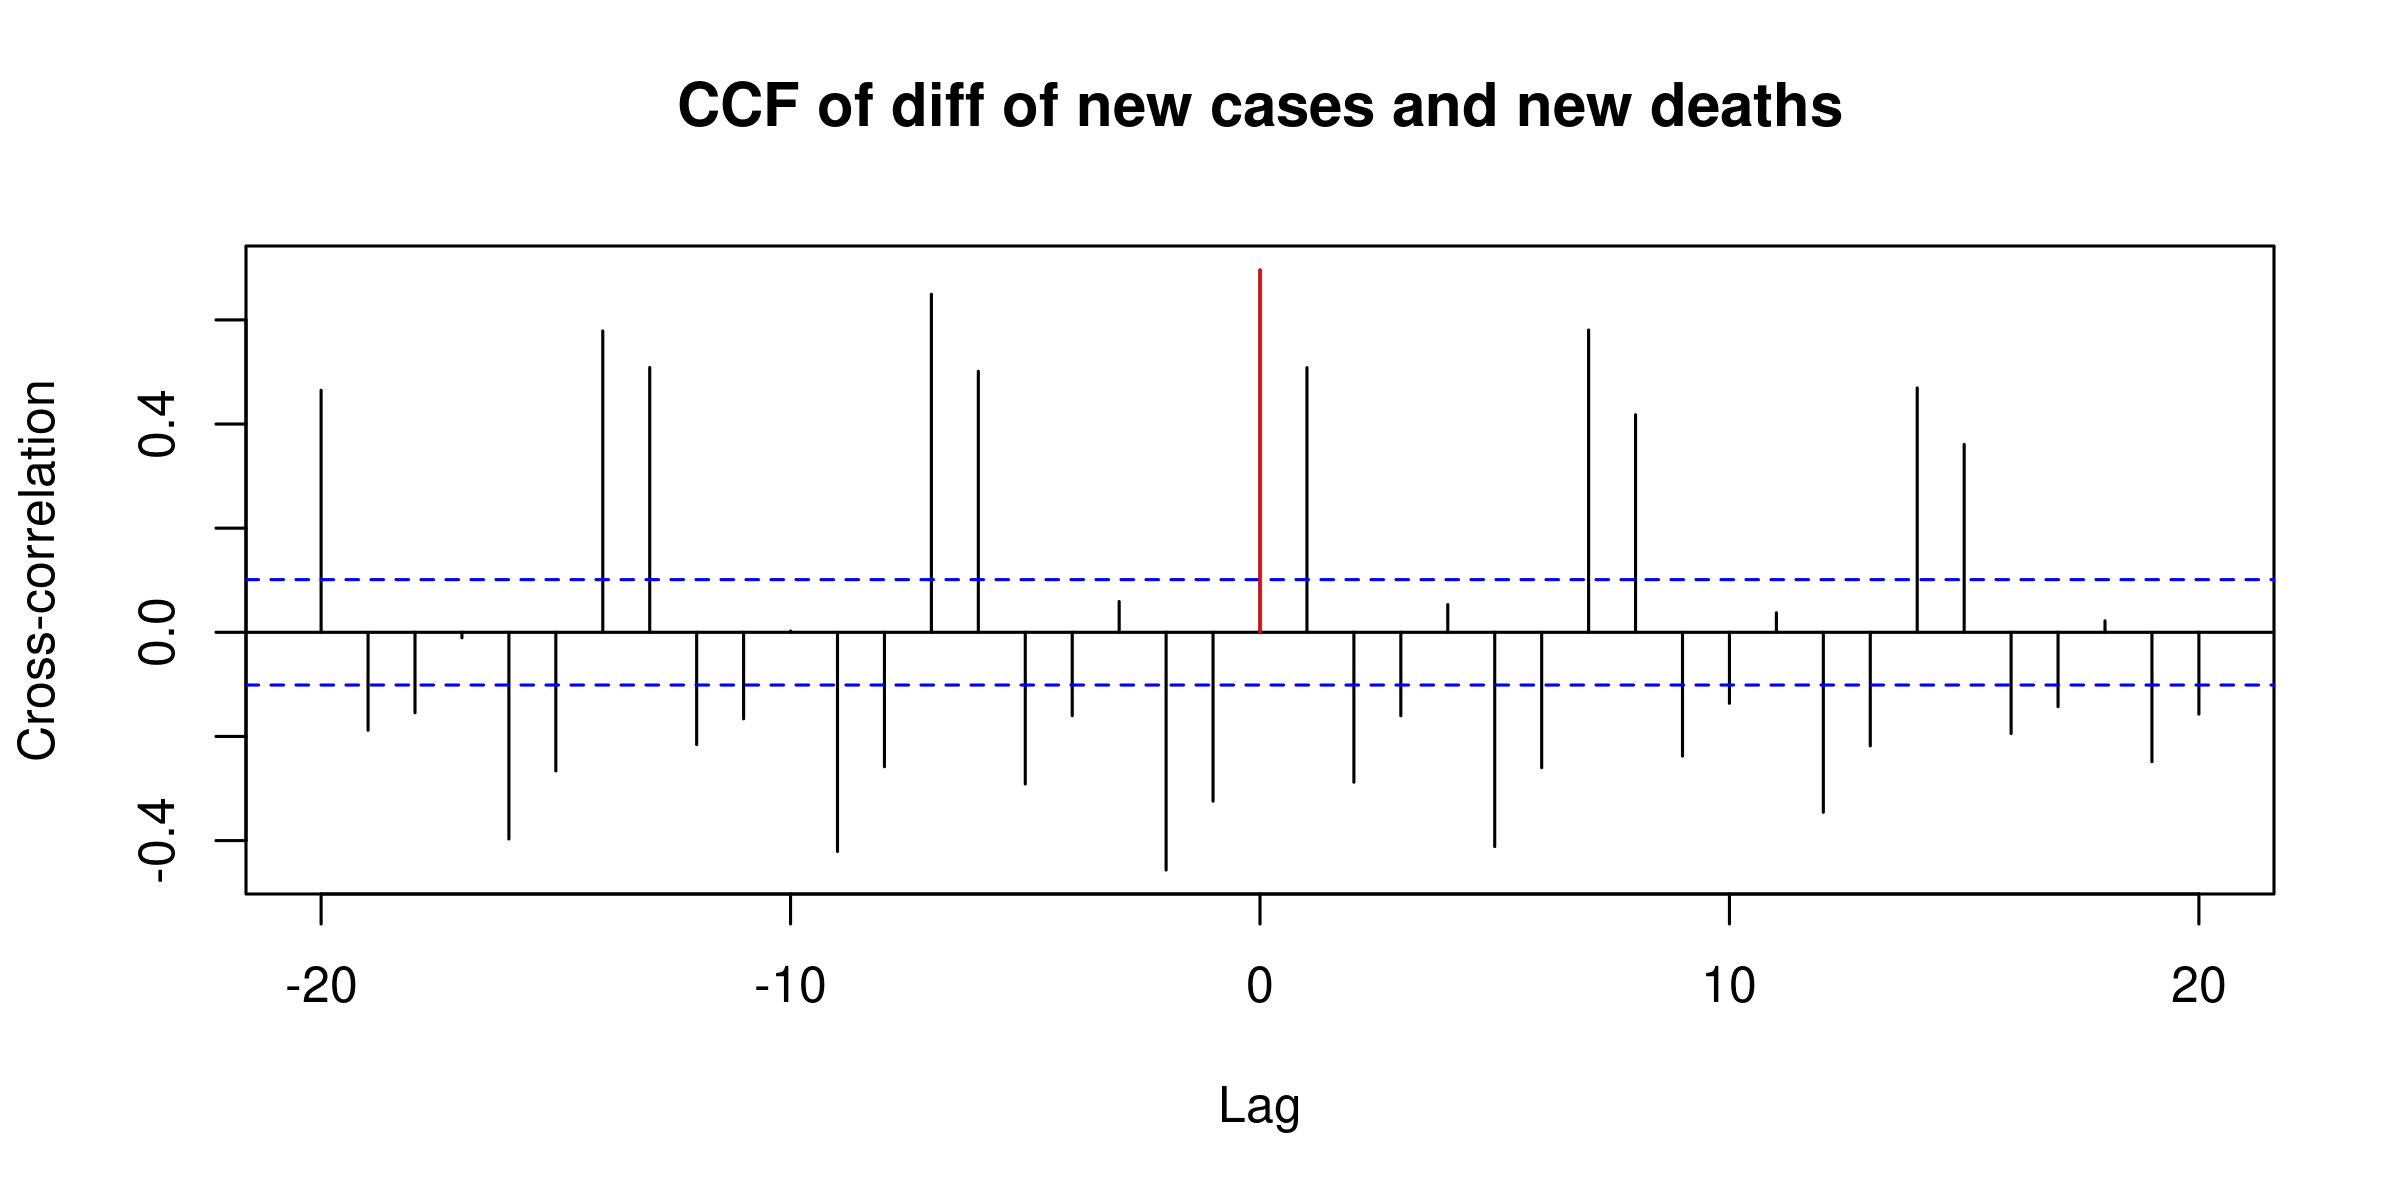 CCF of diff of new cases and new deaths
Cross-correlation
0.4
0.0
-0.4
-20 -10 0 10 20
Lag